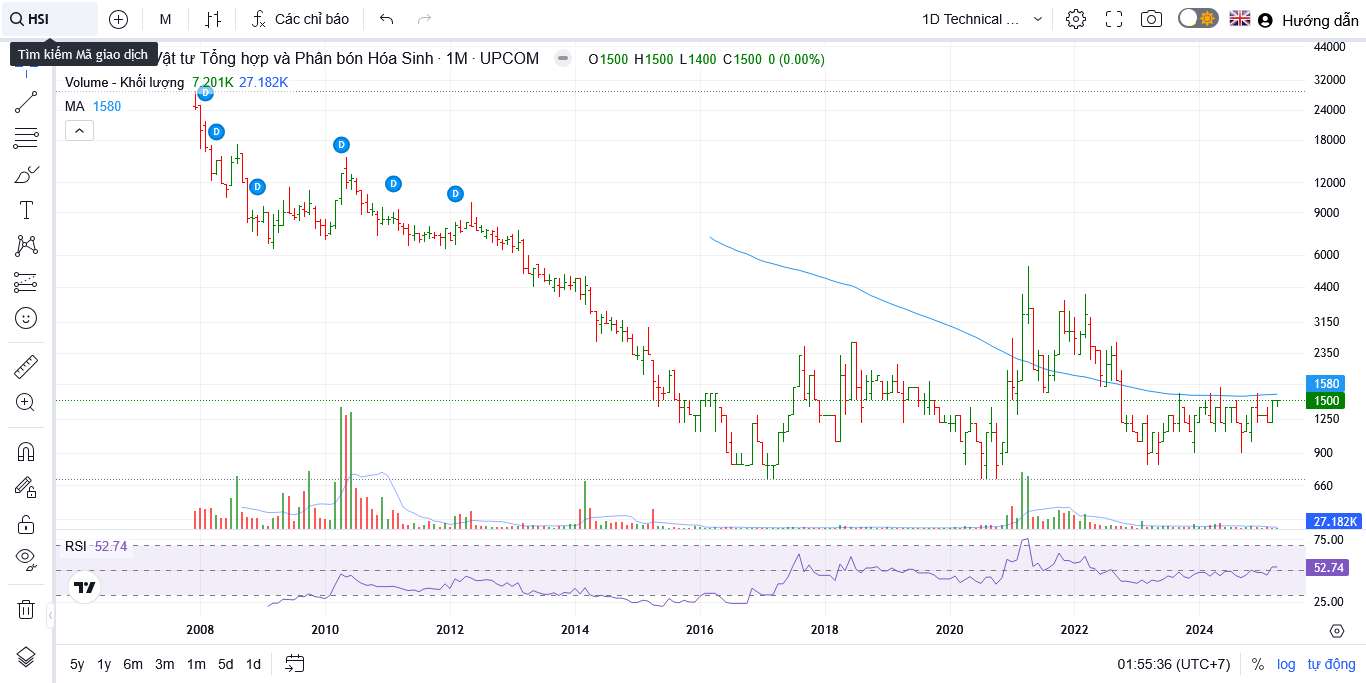 HSI M Các chỉ báo 1D Technical ... Hướng dẫn
Tìm kiếm Mã giao dịch
Vật tư Tổng hợp và Phân bón Hóa Sinh · 1M · UPCOM O1500 H1500 L1400 C1500 0 (0.00%)
Volume - Khối lượng 7.201K 27.182K
MA 1580
D
D
D
D
D
D
44000
32000
24000
18000
12000
9000
6000
4400
3150
2350
1580
1500
1250
900
660
27.182K
RSI 52.74
75.00
52.74
25.00
2008 2010 2012 2014 2016 2018 2020 2022 2024
5y 1y 6m 3m 1m 5d 1d 01:55:36 (UTC+7) % log tự động